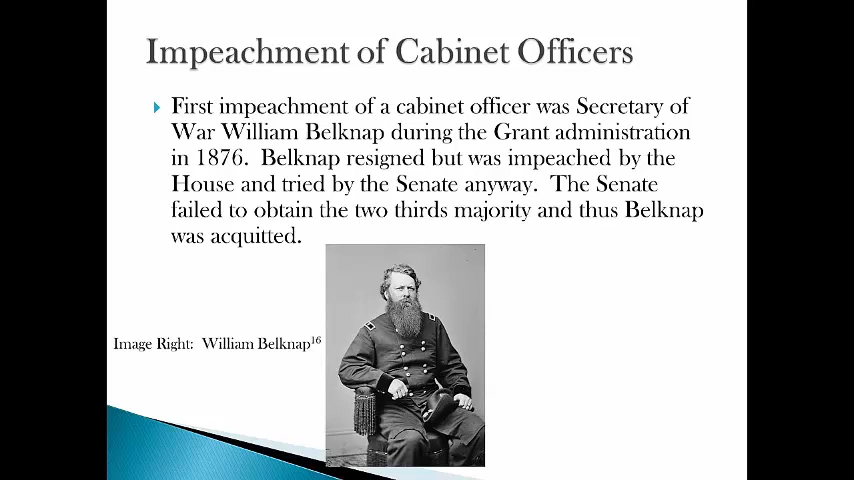 Impeachment of Cabinet Officers
First impeachment of a cabinet officer was Secretary of
War William Belknap during the Grant administration
in 1876.  Belknap resigned but was impeached by the
House and tried by the Senate anyway.  The Senate
failed to obtain the two thirds majority and thus Belknap
was acquitted.
Image Right:  William Belknap¹⁶